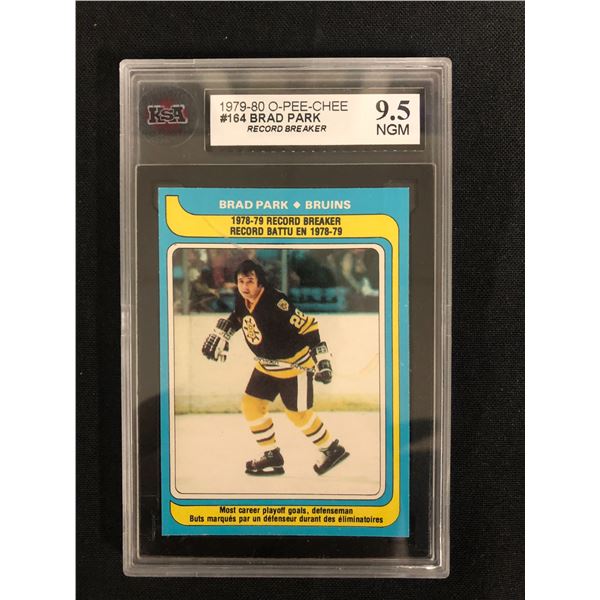 KSA
1979-80 O-PEE-CHEE
#164 BRAD PARK
RECORD BREAKER
9.5
NGM
BRAD PARK ◆ BRUINS
1978-79 RECORD BREAKER
RECORD BATTU EN 1978-79
22
Most career playoff goals, defenseman
Buts marqués par un défenseur durant des éliminatoires